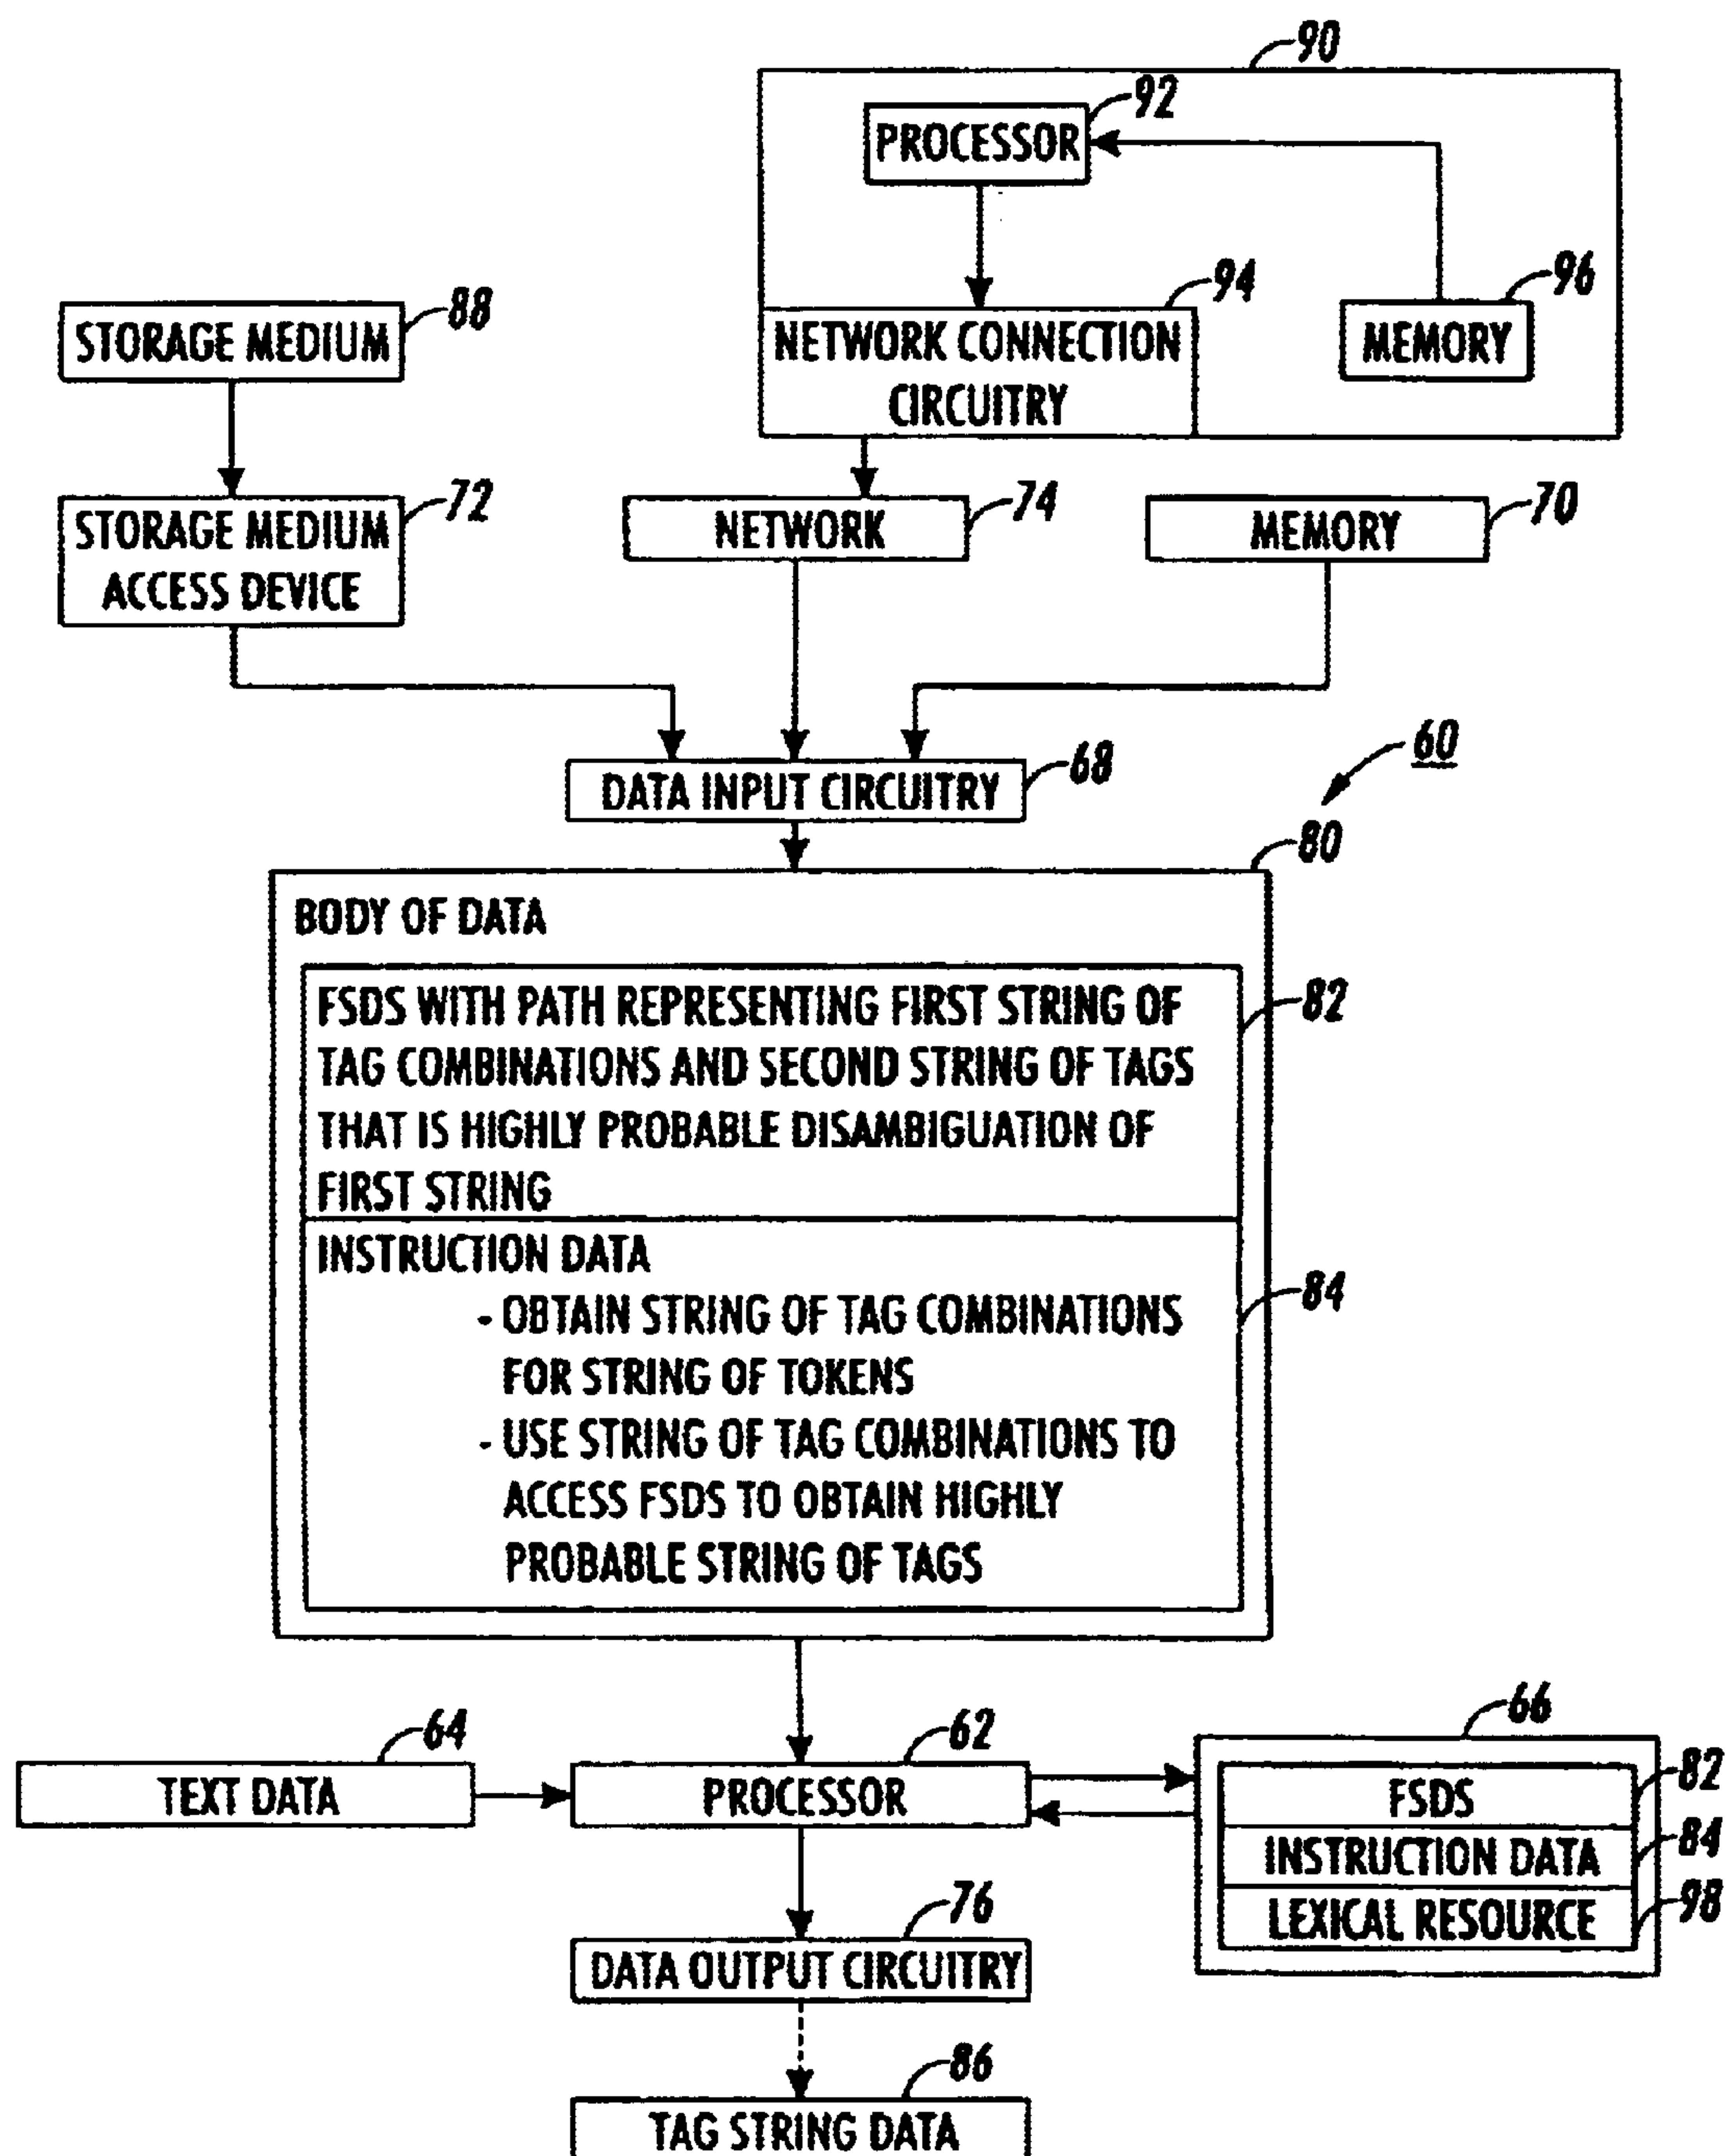 90
92
PROCESSOR
94
96
88
STORAGE MEDIUM
NETWORK CONNECTION
CIRCUITRY
MEMORY
72
74
70
STORAGE MEDIUM
ACCESS DEVICE
NETWORK
MEMORY
60
68
DATA INPUT CIRCUITRY
80
BODY OF DATA
82
FSDS WITH PATH REPRESENTING FIRST STRING OF
TAG COMBINATIONS AND SECOND STRING OF TAGS
THAT IS HIGHLY PROBABLE DISAMBIGUATION OF
FIRST STRING
INSTRUCTION DATA
84
- OBTAIN STRING OF TAG COMBINATIONS
FOR STRING OF TOKENS
- USE STRING OF TAG COMBINATIONS TO
ACCESS FSDS TO OBTAIN HIGHLY
PROBABLE STRING OF TAGS
64
62
66
TEXT DATA
PROCESSOR
FSDS
82
INSTRUCTION DATA
84
LEXICAL RESOURCE
98
76
DATA OUTPUT CIRCUITRY
86
TAG STRING DATA